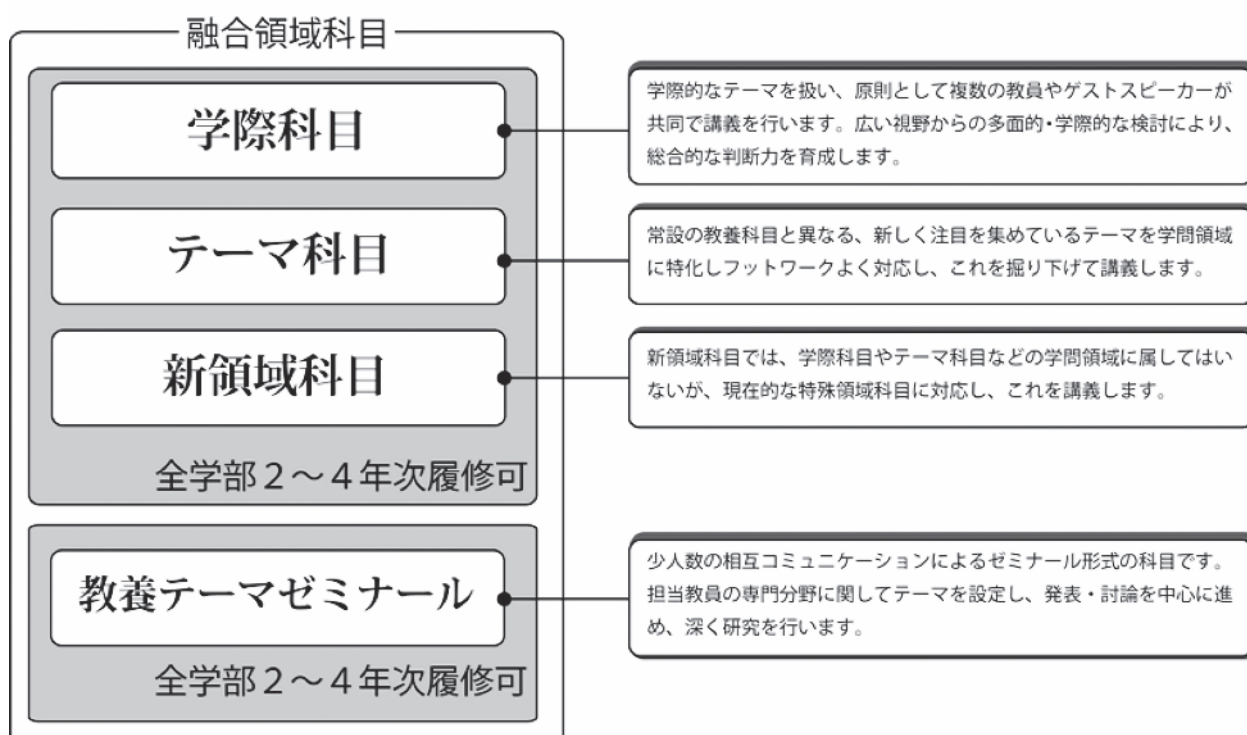 融合領域科目
学際科目
学際的なテーマを扱い、原則として複数の教員やゲストスピーカーが
共同で講義を行います。広い視野からの多面的・学際的な検討により、
総合的な判断力を育成します。
テーマ科目
常設の教養科目と異なる、新しく注目を集めているテーマを学問領域
に特化しフットワークよく対応し、これを掘り下げて講義します。
新領域科目
新領域科目では、学際科目やテーマ科目などの学問領域に属してはい
ないが、現在的な特殊領域科目に対応し、これを講義します。
全学部2～4年次履修可
教養テーマゼミナール
少人数の相互コミュニケーションによるゼミナール形式の科目です。
担当教員の専門分野に関してテーマを設定し、発表・討論を中心に進
め、深く研究を行います。
全学部2～4年次履修可